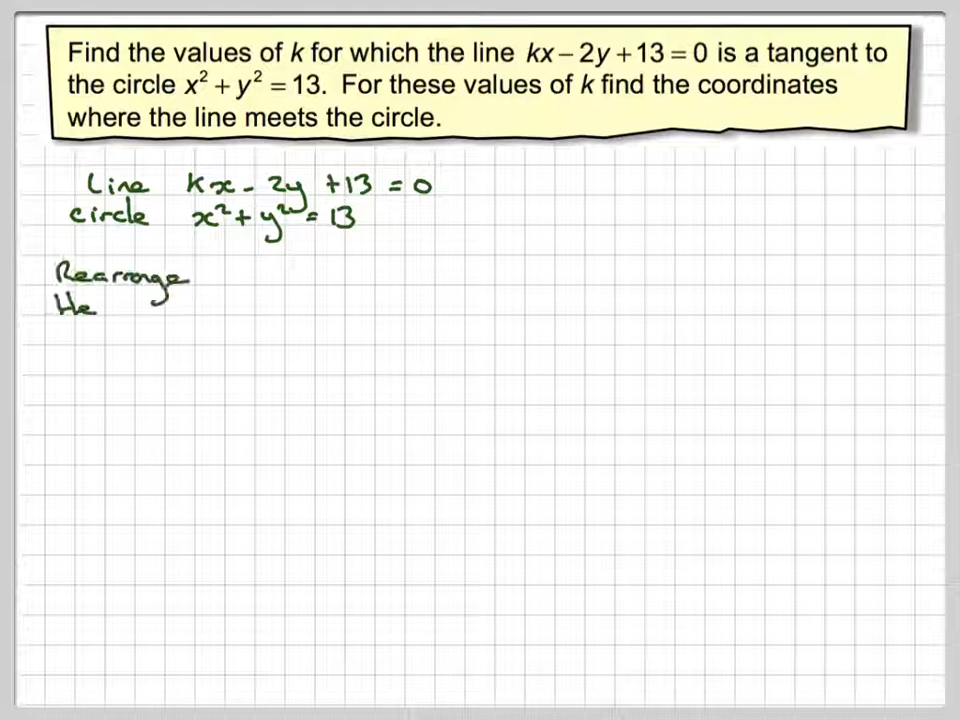 Find the values of k for which the line kx – 2y + 13 = 0 is a tangent to
the circle x² + y² = 13. For these values of k find the coordinates
where the line meets the circle.
Line kx - 2y + 13 = 0
circle x² + y² = 13
Rearrange
He